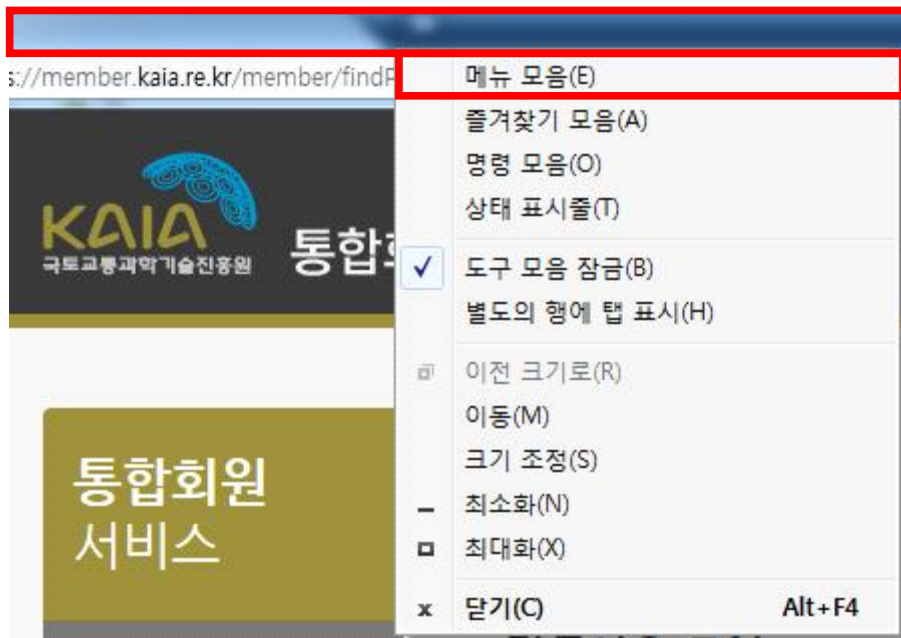 s://member.kaia.re.kr/member/findP
메뉴 모음(E)
즐겨찾기 모음(A)
명령 모음(O)
상태 표시줄(T)
도구 모음 잠금(B)
별도의 행에 탭 표시(H)
이전 크기로(R)
이동(M)
크기 조정(S)
최소화(N)
최대화(X)
닫기(C) Alt+F4
KAIA
국토교통과학기술진흥원
통합
통합회원
서비스